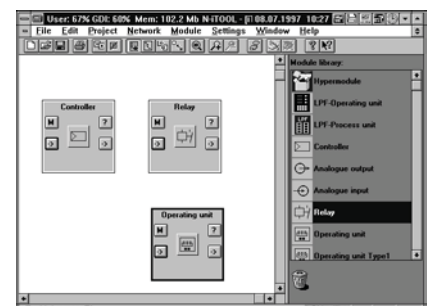 User: 67% GDI: 60% Mem: 102.2 Mb N-iTOOL - [ 08.07.1997 10:27
File Edit Project Network Module Settings Window Help
Module library:
Hypermodule
LPF-Operating unit
LPF
LPF-Process unit
Controller
Analogue output
Analogue input
Relay
Operating unit
Operating unit Type1
Controller
M ?
Relay
M ?
Operating unit
M ?